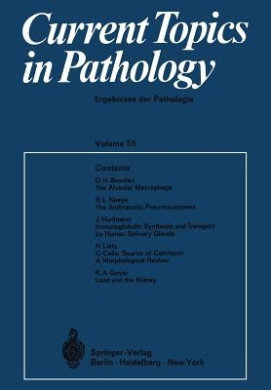 Current Topics
in Pathology
Ergebnisse der Pathologie
Volume 55
Contents
D.H.Bowden
The Alveolar Macrophage
R.L.Naeye
The Anthracotic Pneumoconioses
J.Hurlimann
Immunoglobulin Synthesis and Transport
by Human Salivary Glands
H.Lietz
C-Cells: Source of Calcitonin
A Morphological Review
R.A.Goyer
Lead and the Kidney
Springer-Verlag
Berlin · Heidelberg · New York